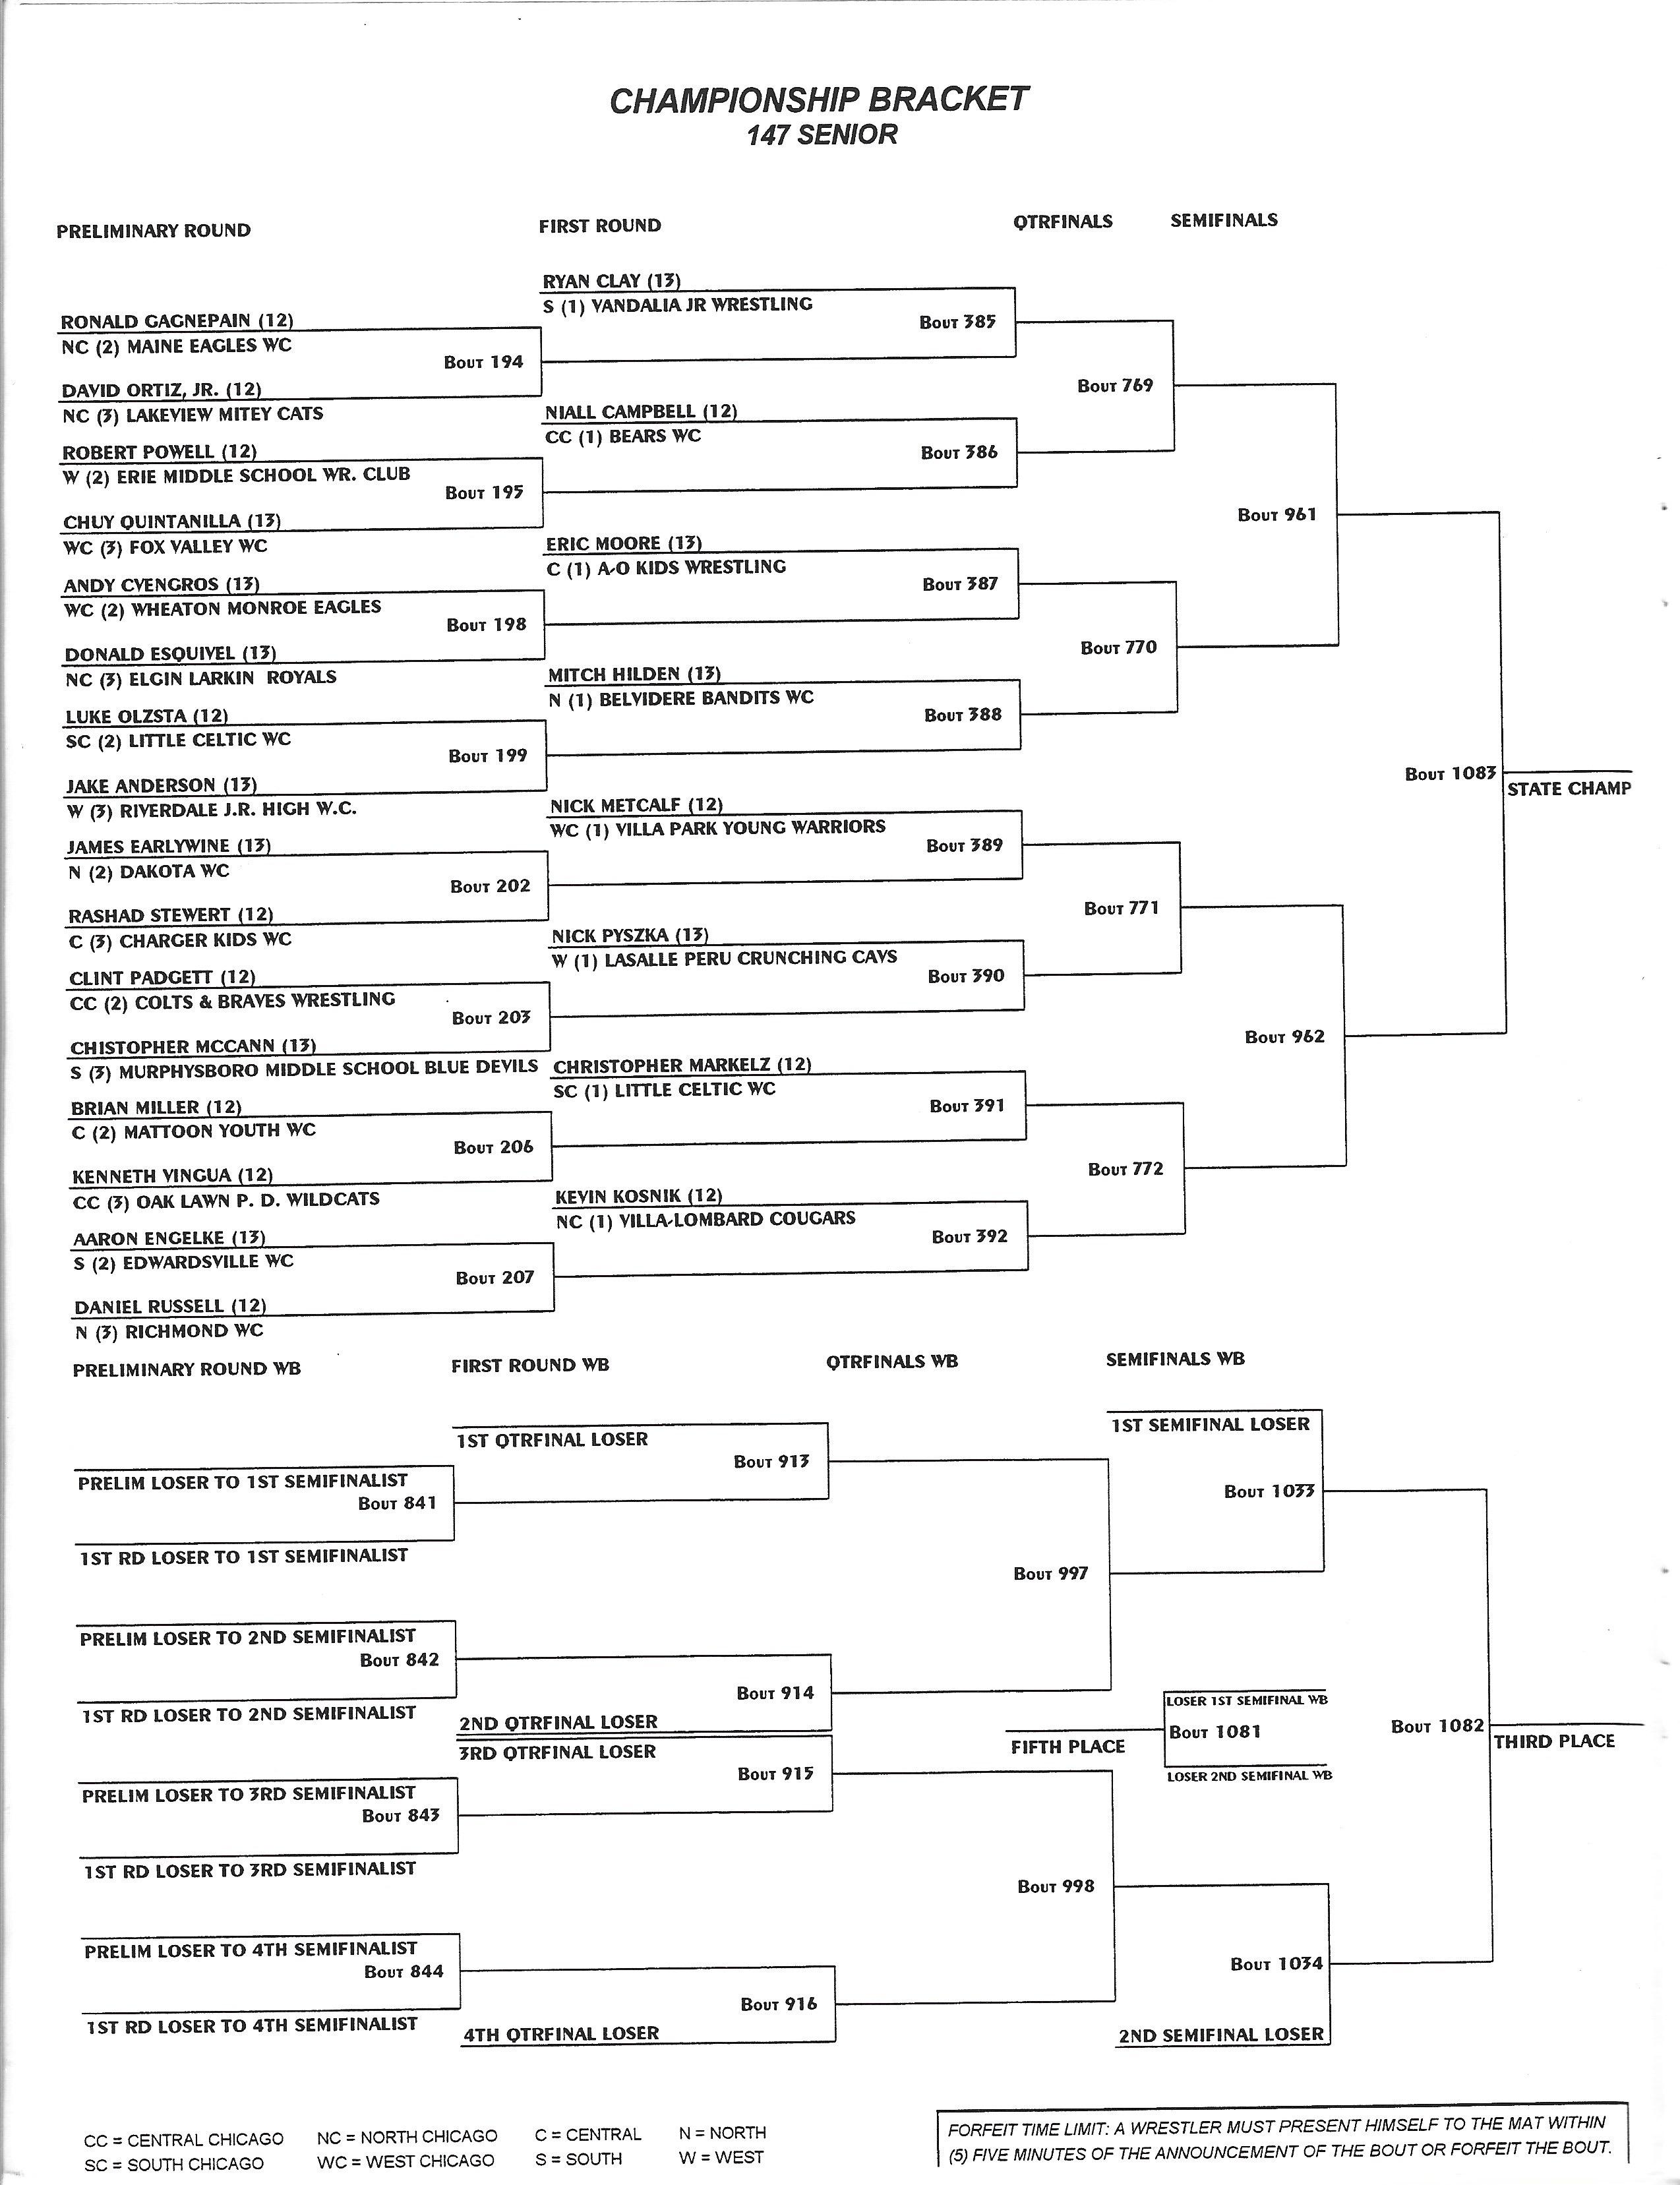 CHAMPIONSHIP BRACKET
147 SENIOR
PRELIMINARY ROUND
FIRST ROUND
QTRFINALS
SEMIFINALS
RYAN CLAY (13)
S (1) VANDALIA JR WRESTLING
BOUT 385
RONALD GAGNEPAIN (12)
NC (2) MAINE EAGLES WC
BOUT 194
DAVID ORTIZ, JR. (12)
NC (3) LAKEVIEW MITEY CATS
BOUT 769
NIALL CAMPBELL (12)
CC (1) BEARS WC
BOUT 386
ROBERT POWELL (12)
W (2) ERIE MIDDLE SCHOOL WR. CLUB
BOUT 195
CHUY QUINTANILLA (13)
WC (3) FOX VALLEY WC
BOUT 961
ERIC MOORE (13)
C (1) A-O KIDS WRESTLING
BOUT 387
ANDY CVENGROS (13)
WC (2) WHEATON MONROE EAGLES
BOUT 198
DONALD ESQUIVEL (13)
NC (3) ELGIN LARKIN ROYALS
BOUT 770
MITCH HILDEN (13)
N (1) BELVIDERE BANDITS WC
BOUT 388
LUKE OLZSTA (12)
SC (2) LITTLE CELTIC WC
BOUT 199
JAKE ANDERSON (13)
W (3) RIVERDALE J.R. HIGH W.C.
BOUT 1083
STATE CHAMP
NICK METCALF (12)
WC (1) VILLA PARK YOUNG WARRIORS
BOUT 389
JAMES EARLYWINE (13)
N (2) DAKOTA WC
BOUT 202
RASHAD STEWERT (12)
C (3) CHARGER KIDS WC
BOUT 771
NICK PYSZKA (13)
W (1) LASALLE PERU CRUNCHING CAVS
BOUT 390
CLINT PADGETT (12)
CC (2) COLTS & BRAVES WRESTLING
BOUT 203
CHISTOPHER MCCANN (13)
S (3) MURPHYSBORO MIDDLE SCHOOL BLUE DEVILS
BOUT 962
CHRISTOPHER MARKELZ (12)
SC (1) LITTLE CELTIC WC
BOUT 391
BRIAN MILLER (12)
C (2) MATTOON YOUTH WC
BOUT 206
KENNETH VINGUA (12)
CC (3) OAK LAWN P. D. WILDCATS
BOUT 772
KEVIN KOSNIK (12)
NC (1) VILLA-LOMBARD COUGARS
BOUT 392
AARON ENGELKE (13)
S (2) EDWARDSVILLE WC
BOUT 207
DANIEL RUSSELL (12)
N (3) RICHMOND WC
PRELIMINARY ROUND WB
FIRST ROUND WB
QTRFINALS WB
SEMIFINALS WB
1ST QTRFINAL LOSER
BOUT 913
1ST SEMIFINAL LOSER
PRELIM LOSER TO 1ST SEMIFINALIST
BOUT 841
1ST RD LOSER TO 1ST SEMIFINALIST
BOUT 1033
BOUT 997
PRELIM LOSER TO 2ND SEMIFINALIST
BOUT 842
1ST RD LOSER TO 2ND SEMIFINALIST
BOUT 914
2ND QTRFINAL LOSER
LOSER 1ST SEMIFINAL WB
BOUT 1081
FIFTH PLACE
LOSER 2ND SEMIFINAL WB
BOUT 1082
THIRD PLACE
3RD QTRFINAL LOSER
BOUT 915
PRELIM LOSER TO 3RD SEMIFINALIST
BOUT 843
1ST RD LOSER TO 3RD SEMIFINALIST
BOUT 998
PRELIM LOSER TO 4TH SEMIFINALIST
BOUT 844
1ST RD LOSER TO 4TH SEMIFINALIST
BOUT 916
4TH QTRFINAL LOSER
BOUT 1034
2ND SEMIFINAL LOSER
CC = CENTRAL CHICAGO
NC = NORTH CHICAGO
C = CENTRAL
N = NORTH
SC = SOUTH CHICAGO
WC = WEST CHICAGO
S = SOUTH
W = WEST
FORFEIT TIME LIMIT: A WRESTLER MUST PRESENT HIMSELF TO THE MAT WITHIN
(5) FIVE MINUTES OF THE ANNOUNCEMENT OF THE BOUT OR FORFEIT THE BOUT.